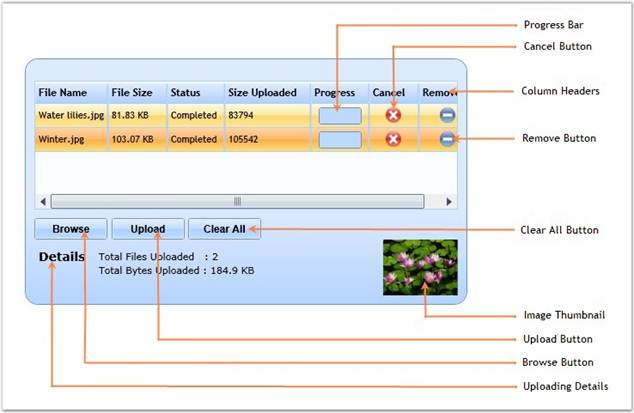 Progress Bar
Cancel Button
File Name File Size Status Size Uploaded Progress Cancel Remov
Column Headers
Water lilies.jpg 81.83 KB Completed 83794
Winter.jpg 103.07 KB Completed 105542
Remove Button
Browse Upload Clear All
Clear All Button
Details Total Files Uploaded : 2
Total Bytes Uploaded : 184.9 KB
Image Thumbnail
Upload Button
Browse Button
Uploading Details